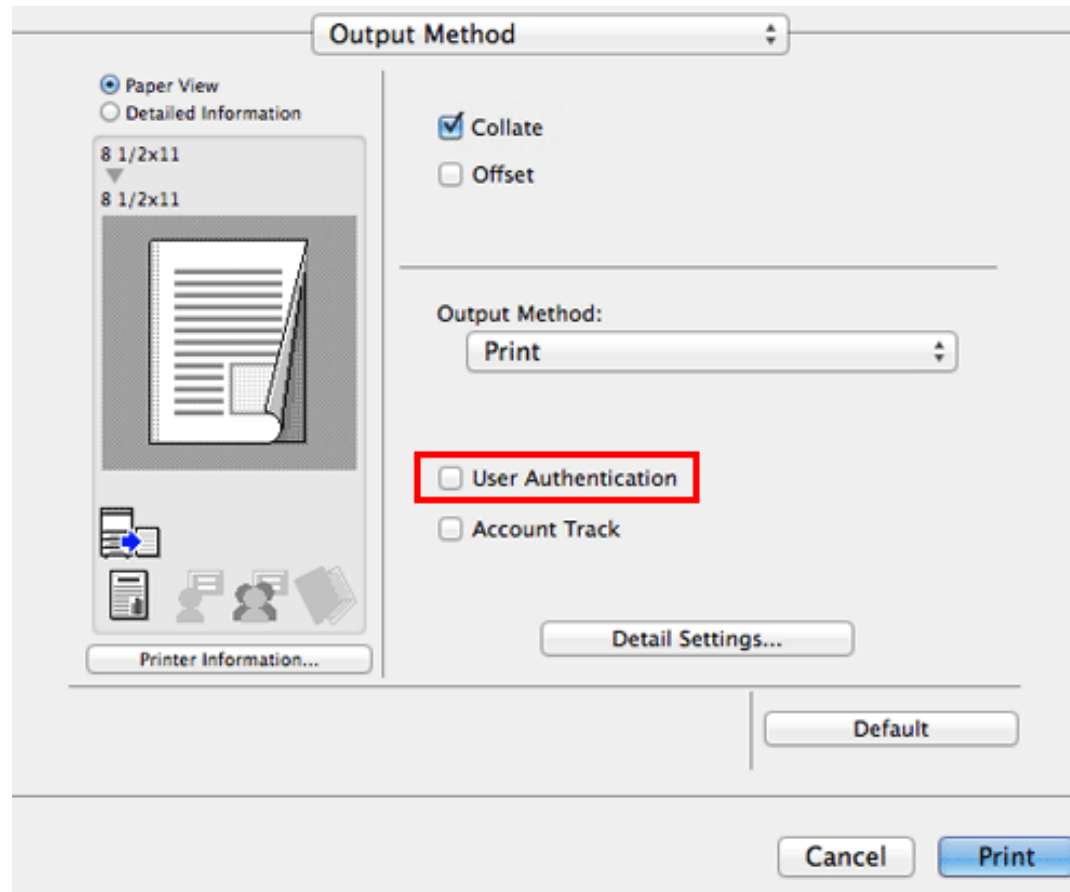 Output Method
Paper View
Detailed Information
8 1/2x11
8 1/2x11
Printer Information...
Collate
Offset
Output Method:
Print
User Authentication
Account Track
Detail Settings...
Default
Cancel
Print